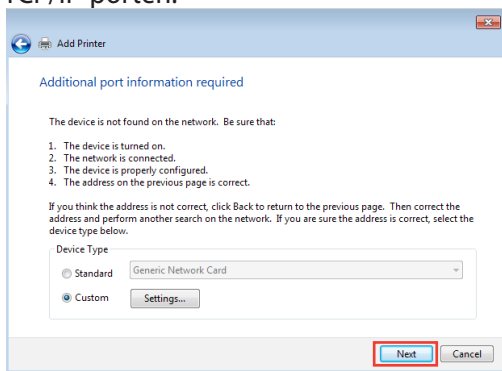 TCP/IP porten.
Add Printer
Additional port information required
The device is not found on the network. Be sure that:
1. The device is turned on.
2. The network is connected.
3. The device is properly configured.
4. The address on the previous page is correct.
If you think the address is not correct, click Back to return to the previous page. Then correct the
address and perform another search on the network. If you are sure the address is correct, select the
device type below.
Device Type
Standard
Generic Network Card
Custom
Settings...
Next
Cancel